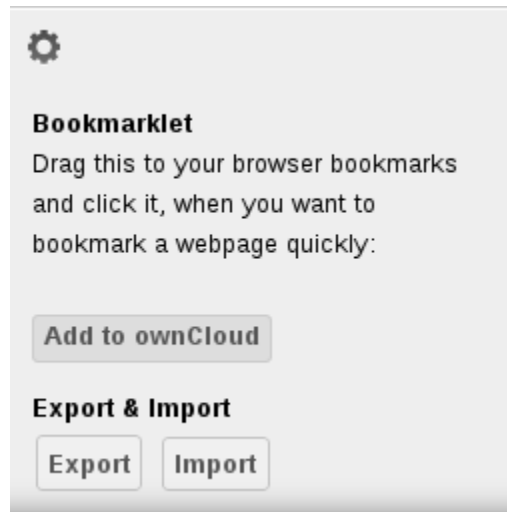 Bookmarklet
Drag this to your browser bookmarks
and click it, when you want to
bookmark a webpage quickly:
Add to ownCloud
Export & Import
Export Import